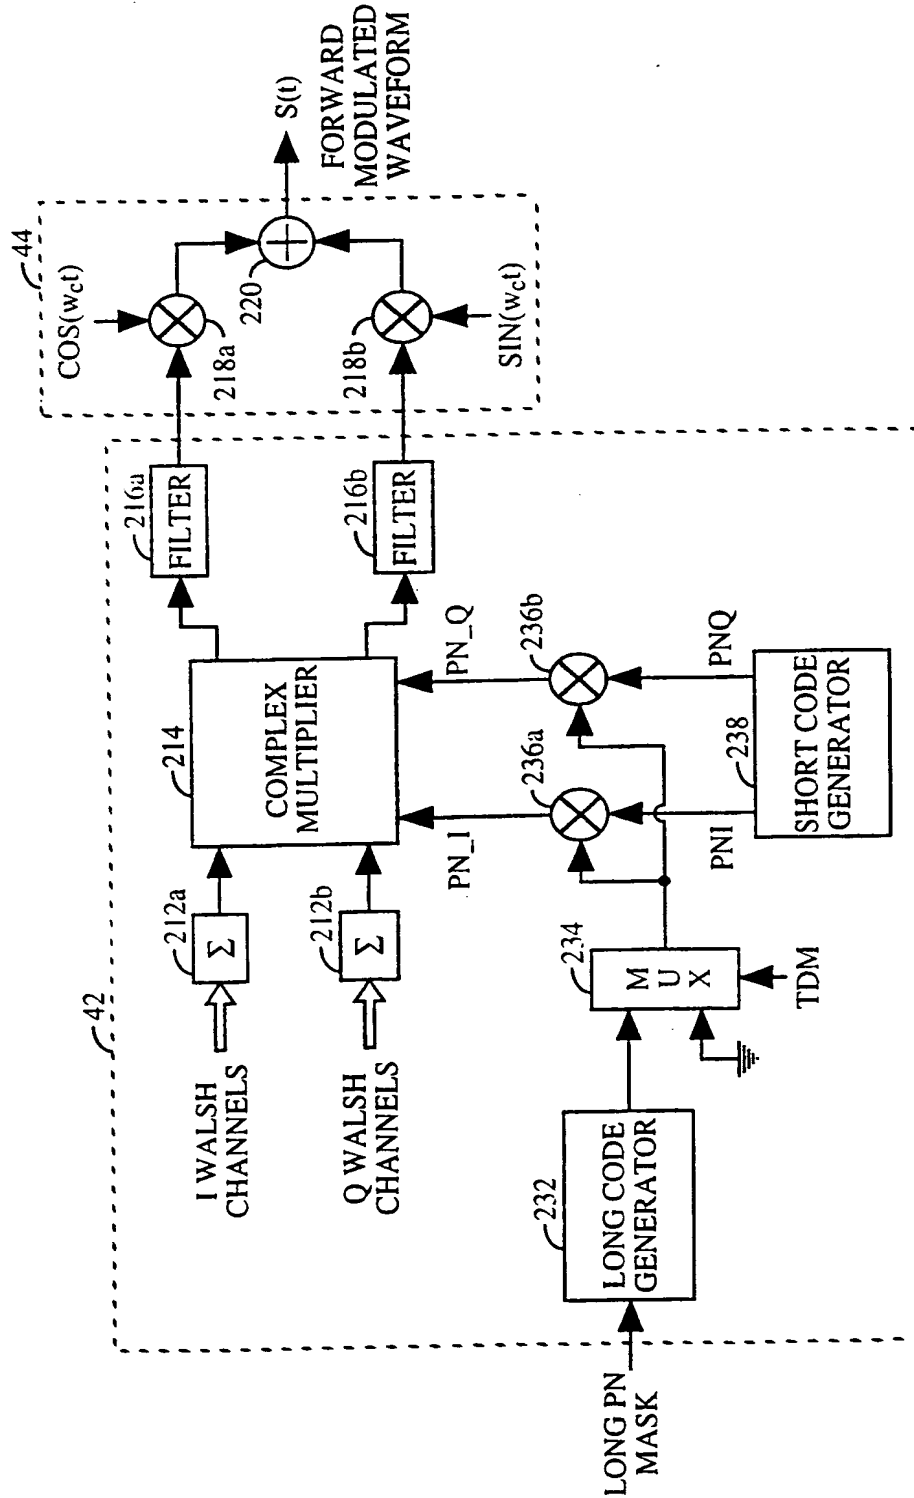 42
44
I WALSH
CHANNELS
212a
Σ
Q WALSH
CHANNELS
212b
Σ
214
COMPLEX
MULTIPLIER
216a
FILTER
216b
FILTER
COS(wct)
218a
218b
SIN(wct)
220
S(t)
FORWARD
MODULATED
WAVEFORM
PN_I
PN_Q
236a
236b
LONG PN
MASK
232
LONG CODE
GENERATOR
234
M
U
X
TDM
PNI
PNQ
238
SHORT CODE
GENERATOR